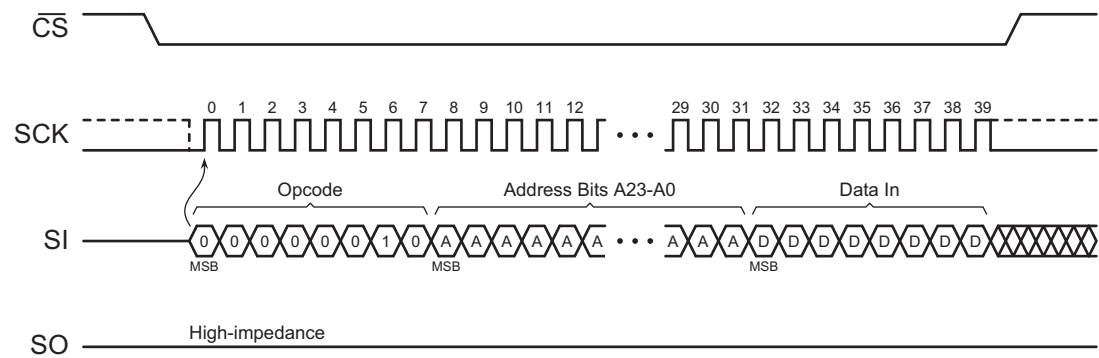 CS
0 1 2 3 4 5 6 7 8 9 10 11 12 29 30 31 32 33 34 35 36 37 38 39
SCK
Opcode Address Bits A23-A0 Data In
SI 0 0 0 0 0 0 1 0 A A A A A A A A A D D D D D D D D
MSB MSB MSB
High-impedance
SO